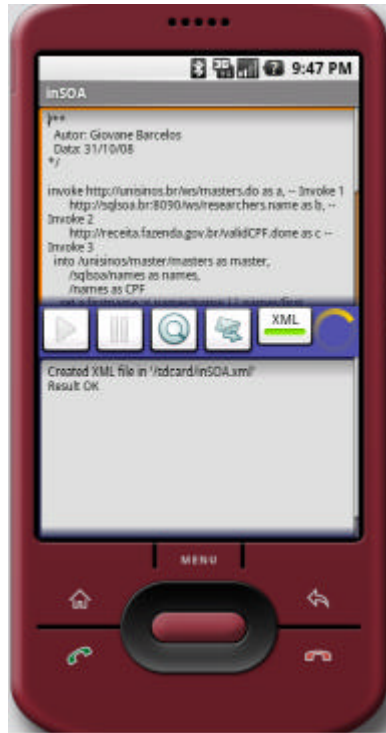 3G
9:47 PM
inSOA
/**
Autor: Giovane Barcelos
Data: 31/10/08
*/
invoke http://unisinos.br/ws/masters.do as a, -- Invoke 1
http://sqlsoa.br:8090/ws/researchers.name as b, --
Invoke 2
http://receita.fazenda.gov.br/validCPF.done as c --
Invoke 3
into /unisinos/master/masters as master,
/sqlsoa/names as names,
/names as CPF
XML
Created XML file in '/sdcard/inSOA.xml'
Result OK
MENU